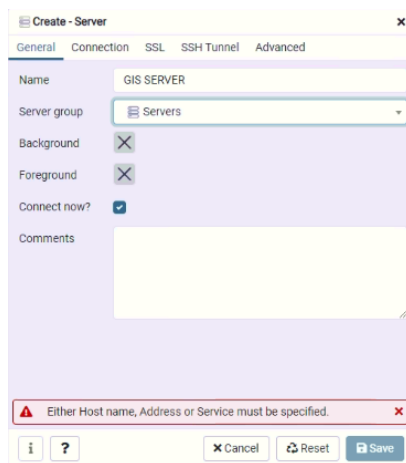 Create - Server
General Connection SSL SSH Tunnel Advanced
Name GIS SERVER
Server group Servers
Background
Foreground
Connect now?
Comments
Either Host name, Address or Service must be specified.
i ? Cancel Reset Save